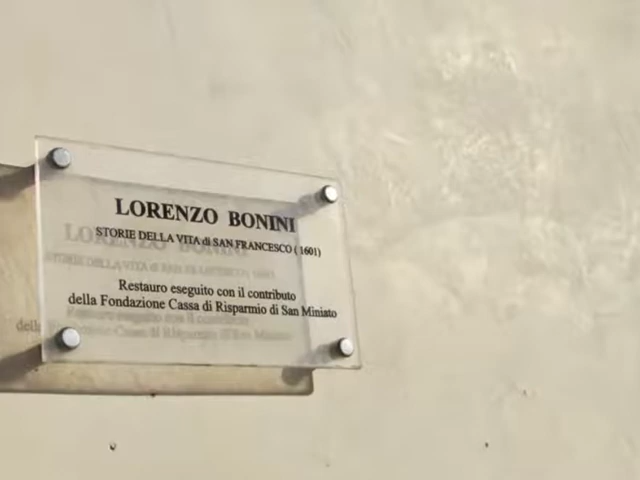 LORENZO BONINI
STORIE DELLA VITA di SAN FRANCESCO ( 1601)
Restauro eseguito con il contributo
della Fondazione Cassa di Risparmio di San Miniato